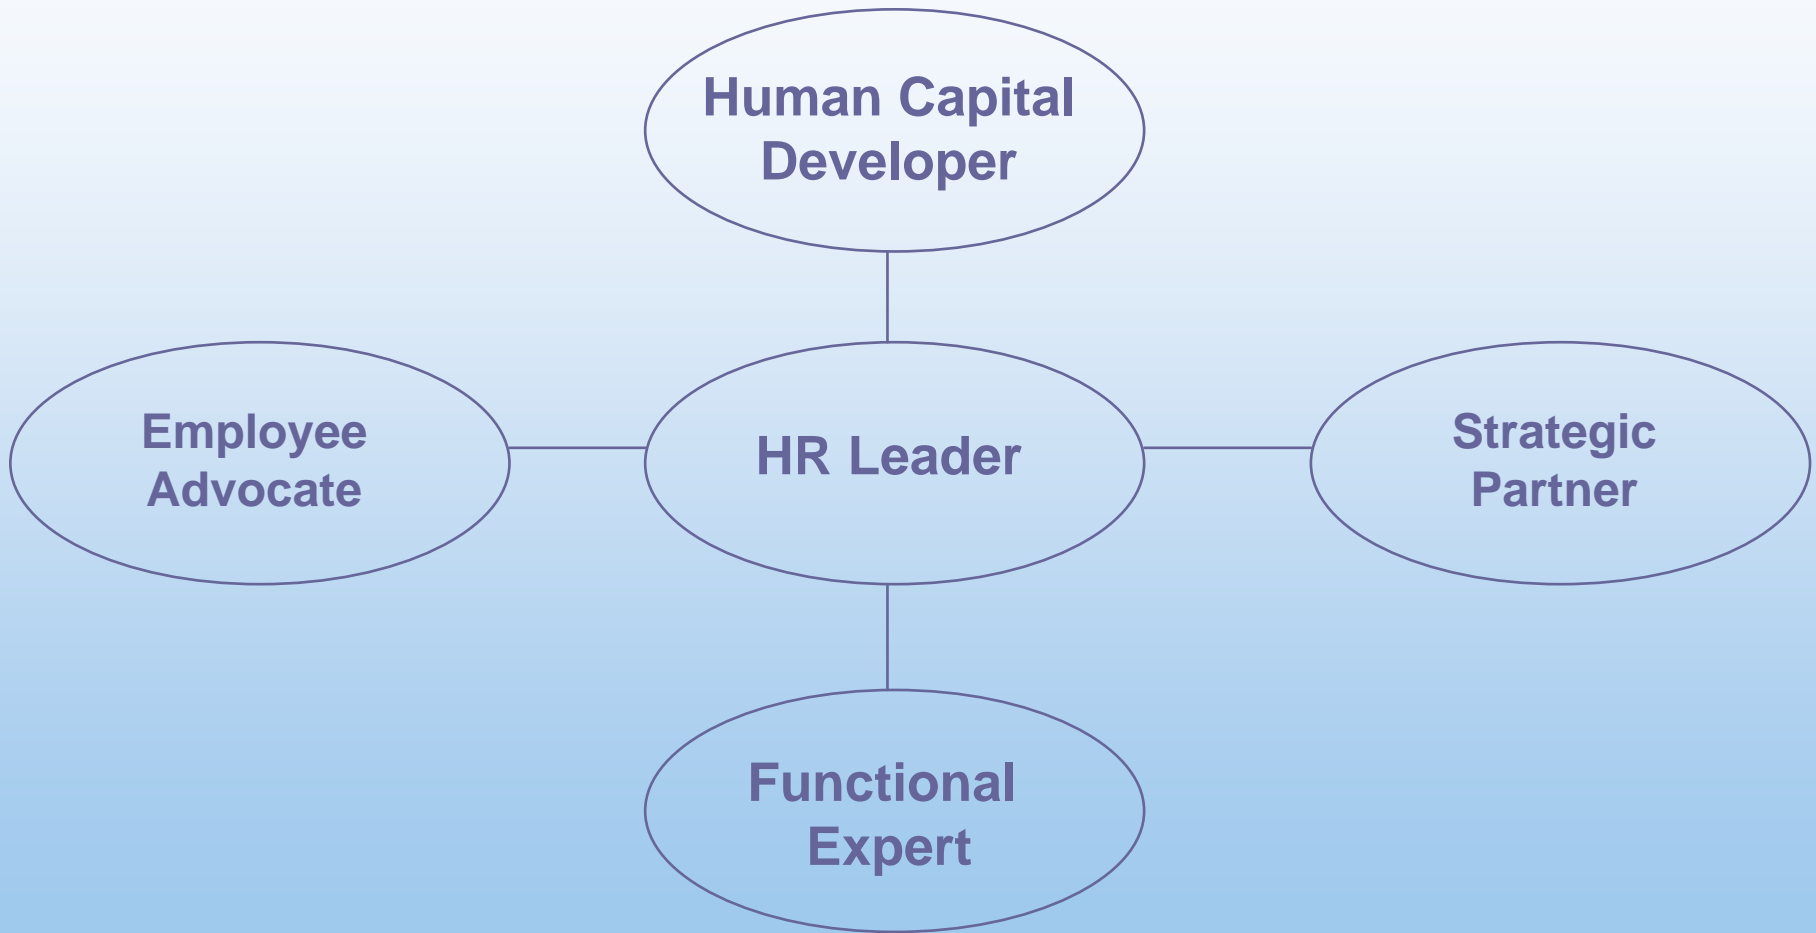 Human Capital
Developer
Employee
Advocate
HR Leader
Strategic
Partner
Functional
Expert